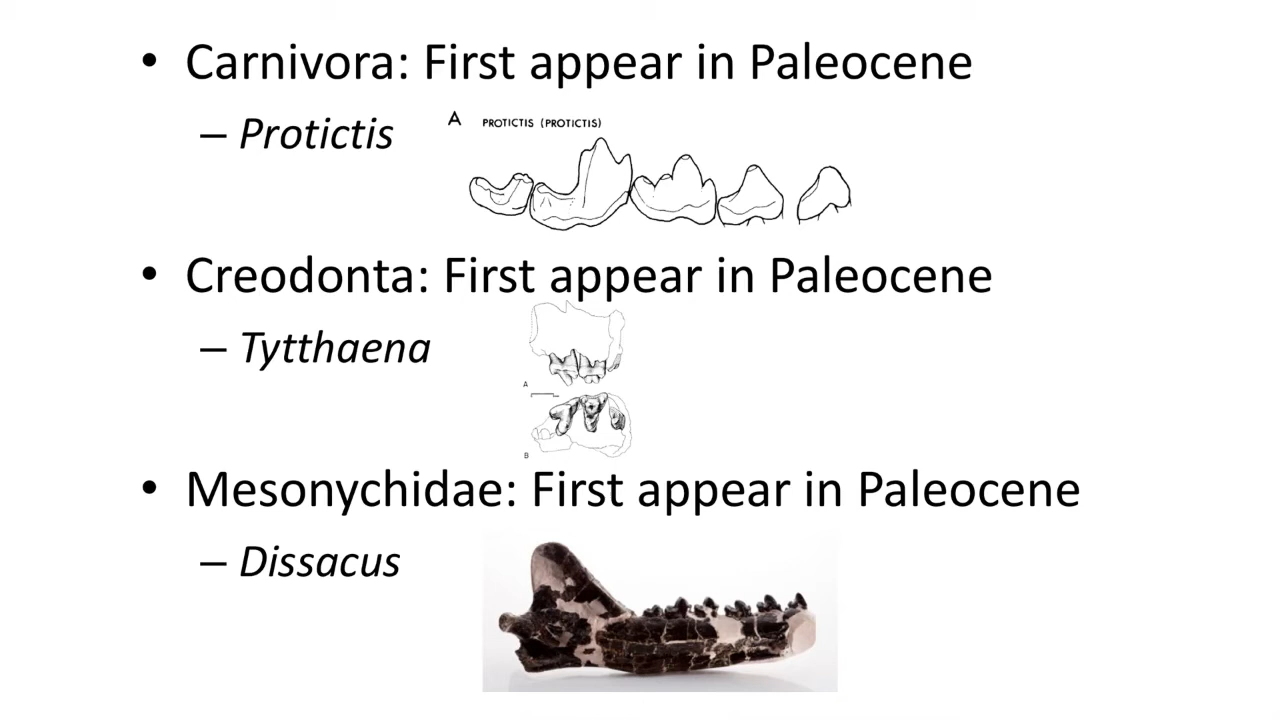 • Carnivora: First appear in Paleocene
– Protictis
A PROTICTIS (PROTICTIS)
• Creodonta: First appear in Paleocene
– Tytthaena
A
B
• Mesonychidae: First appear in Paleocene
– Dissacus